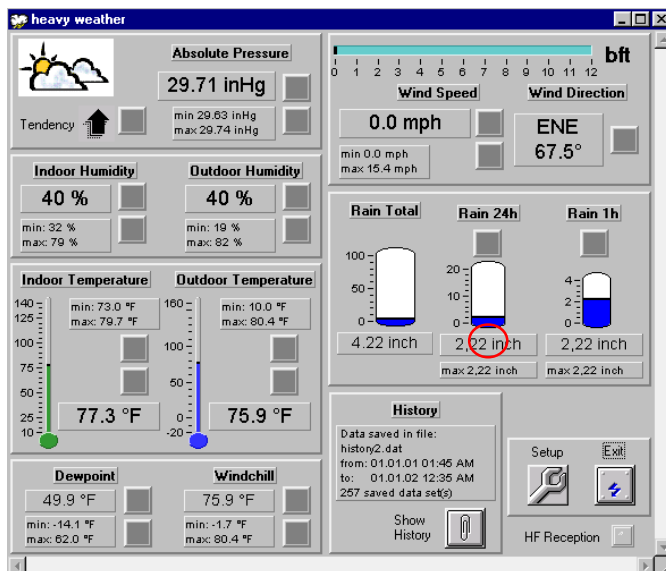 heavy weather
Absolute Pressure
29.71 inHg
Tendency
min 29.63 inHg
max 29.74 inHg
0 1 2 3 4 5 6 7 8 9 10 11 12
bft
Wind Speed
Wind Direction
0.0 mph
ENE
67.5°
min 0.0 mph
max 15.4 mph
Indoor Humidity
Outdoor Humidity
40 %
40 %
min: 32 %
max: 79 %
min: 19 %
max: 82 %
Rain Total
Rain 24h
Rain 1h
100
50
0
20
10
0
4
2
0
4.22 inch
2,22 inch
2,22 inch
max 2,22 inch
max 2,22 inch
Indoor Temperature
Outdoor Temperature
140
125
100
75
50
25
10
min: 73.0 °F
max: 79.7 °F
77.3 °F
160
100
50
0
-20
min: 10.0 °F
max: 80.4 °F
75.9 °F
Dewpoint
Windchill
49.9 °F
75.9 °F
min: -14.1 °F
max: 62.0 °F
min: -1.7 °F
max: 80.4 °F
History
Data saved in file:
history2.dat
from: 01.01.01 01:45 AM
to: 01.01.02 12:35 AM
257 saved data set(s)
Show
History
Setup
Exit
HF Reception